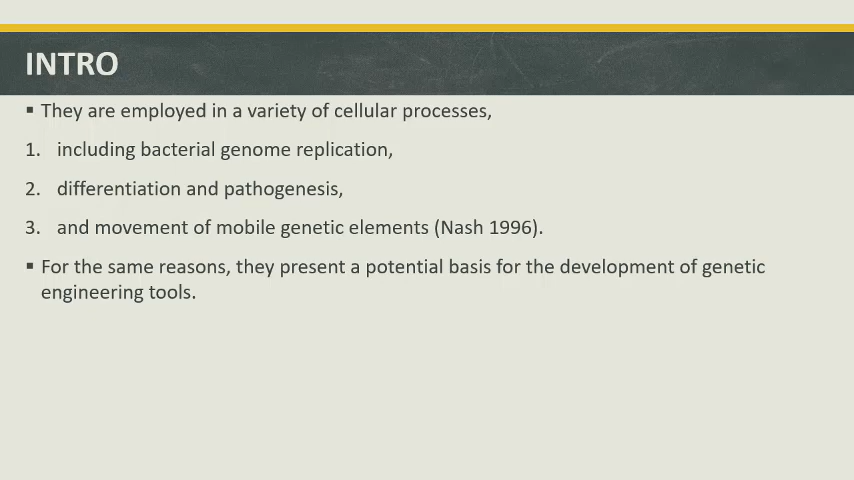 INTRO
▪ They are employed in a variety of cellular processes,
1. including bacterial genome replication,
2. differentiation and pathogenesis,
3. and movement of mobile genetic elements (Nash 1996).
▪ For the same reasons, they present a potential basis for the development of genetic
engineering tools.